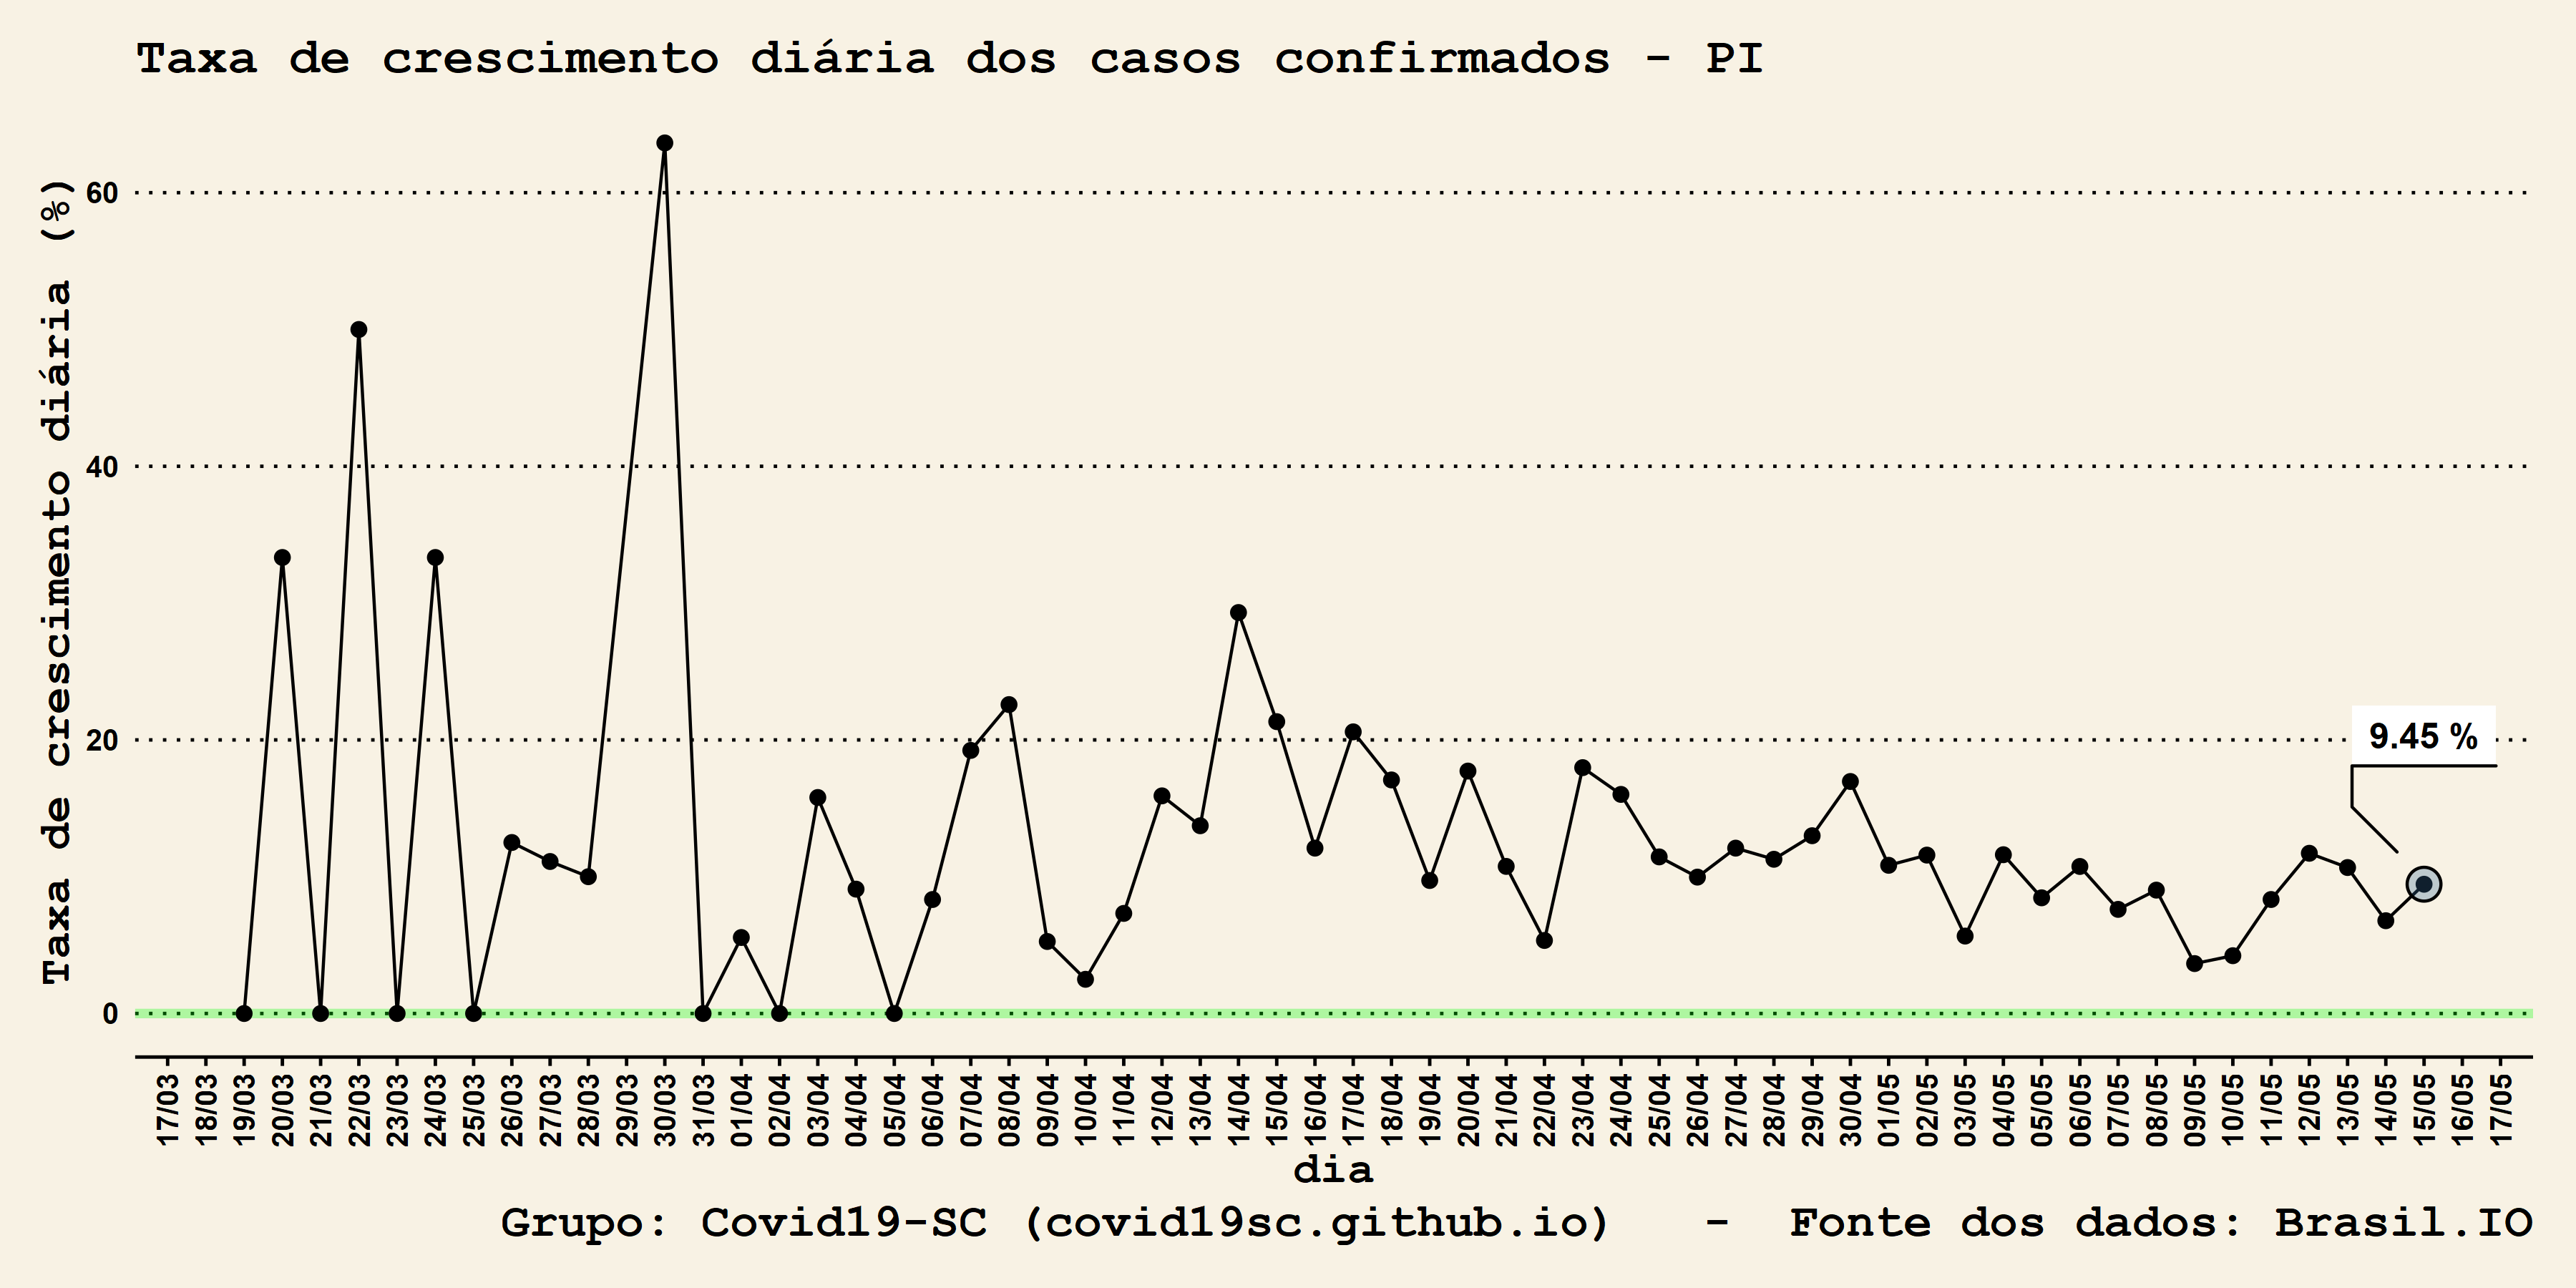 Taxa de crescimento diária dos casos confirmados - PI
Taxa de crescimento diária (%)
60
40
20
0
9.45 %
17/03 18/03 19/03 20/03 21/03 22/03 23/03 24/03 25/03 26/03 27/03 28/03 29/03 30/03 31/03 01/04 02/04 03/04 04/04 05/04 06/04 07/04 08/04 09/04 10/04 11/04 12/04 13/04 14/04 15/04 16/04 17/04 18/04 19/04 20/04 21/04 22/04 23/04 24/04 25/04 26/04 27/04 28/04 29/04 30/04 01/05 02/05 03/05 04/05 05/05 06/05 07/05 08/05 09/05 10/05 11/05 12/05 13/05 14/05 15/05 16/05 17/05
dia
Grupo: Covid19-SC (covid19sc.github.io) - Fonte dos dados: Brasil.IO